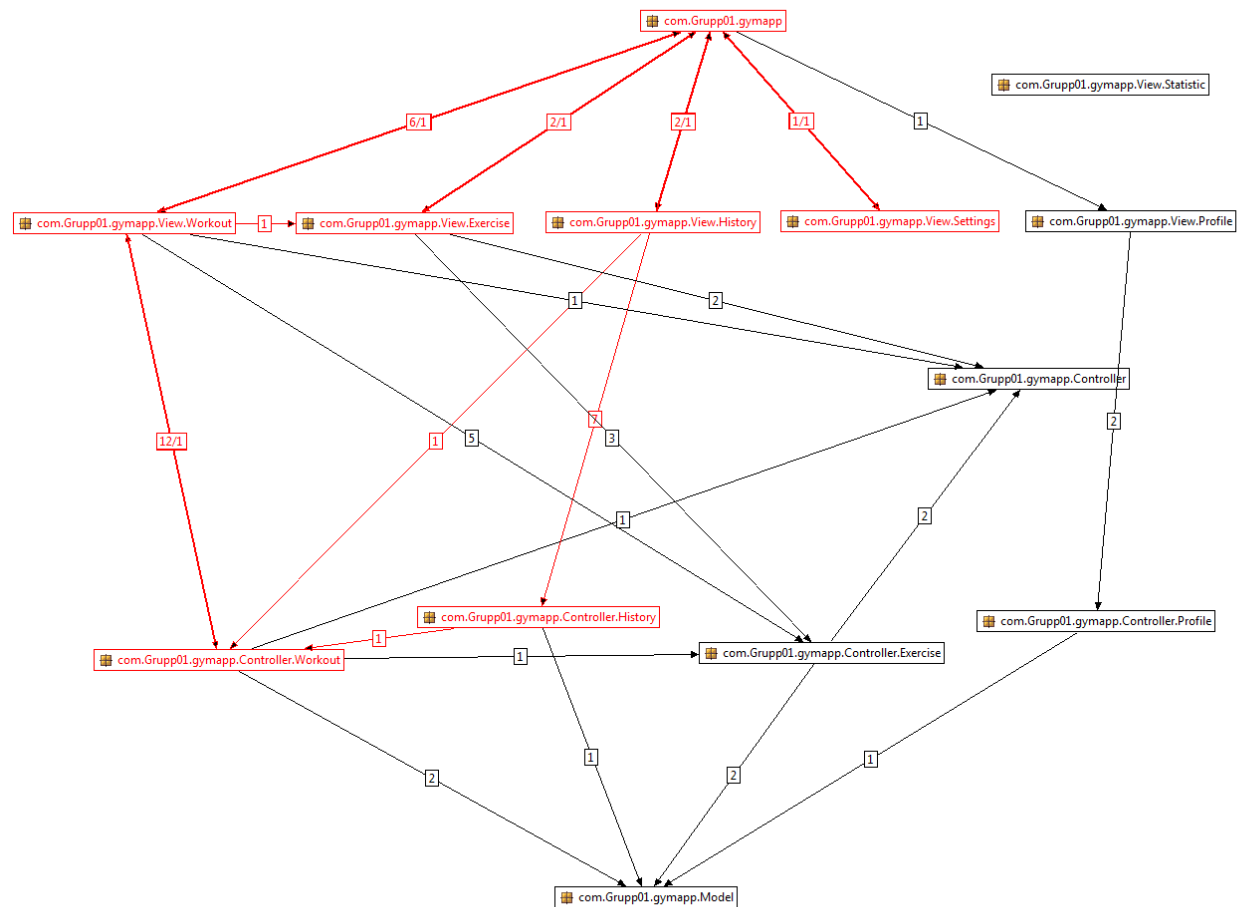 com.Grupp01.gymapp
com.Grupp01.gymapp.View.Statistic
6/1
2/1
2/1
1/1
1
com.Grupp01.gymapp.View.Workout
1
com.Grupp01.gymapp.View.Exercise
com.Grupp01.gymapp.View.History
com.Grupp01.gymapp.View.Settings
com.Grupp01.gymapp.View.Profile
1
2
com.Grupp01.gymapp.Controller
12/1
1
5
7
3
2
1
2
com.Grupp01.gymapp.Controller.History
com.Grupp01.gymapp.Controller.Profile
1
com.Grupp01.gymapp.Controller.Workout
1
com.Grupp01.gymapp.Controller.Exercise
2
1
2
1
com.Grupp01.gymapp.Model